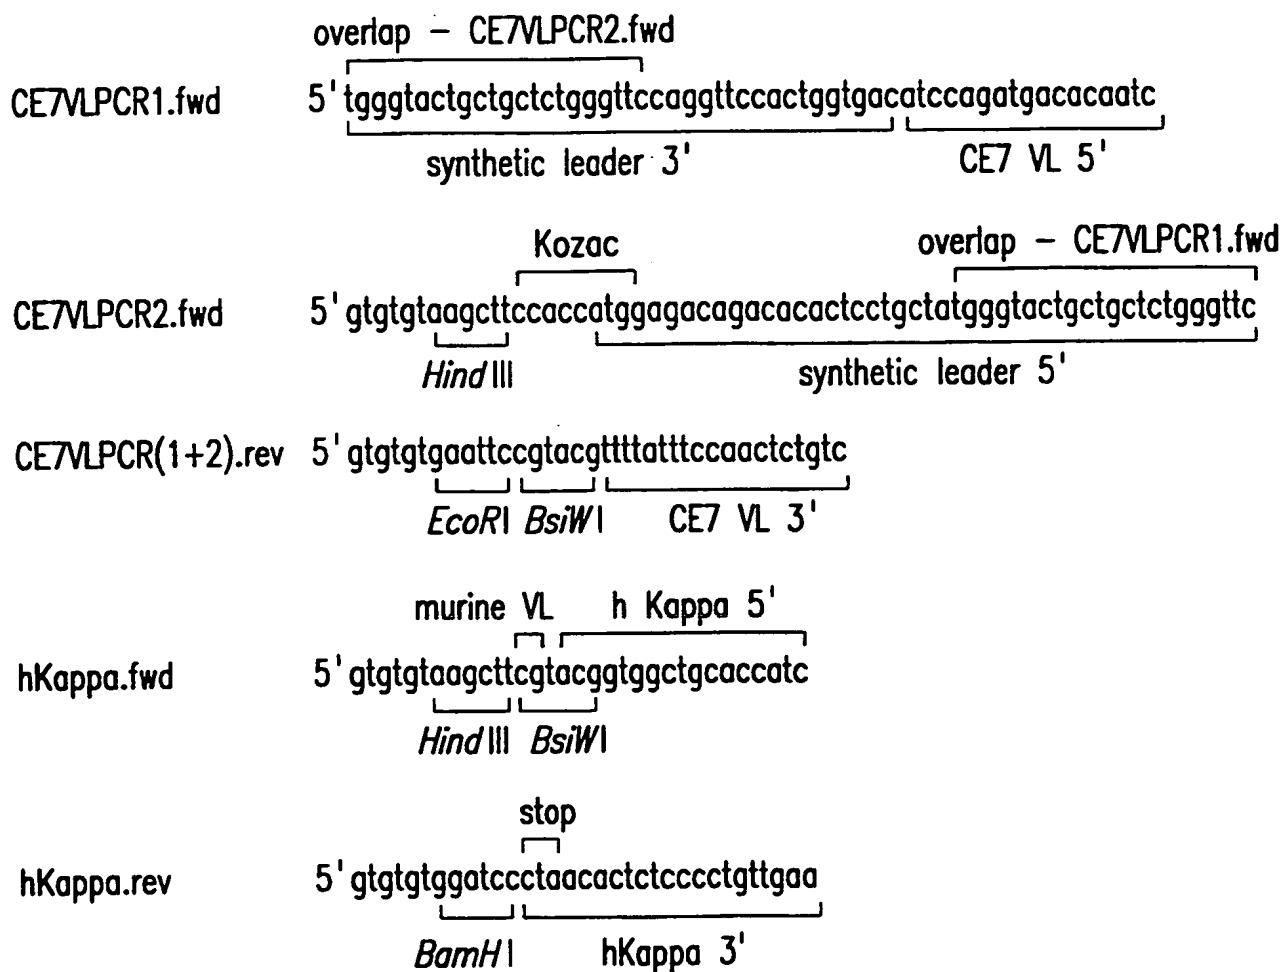 overlap – CE7VLPCR2.fwd
CE7VLPCR1.fwd 5'tgggtactgctgctctgggttccaggttccactggtgacatccagatgacacaatc
synthetic leader 3' CE7 VL 5'
Kozac overlap – CE7VLPCR1.fwd
CE7VLPCR2.fwd 5'gtgtgtaagcttccaccatggagacagacacactcctgctatgggtactgctgctctgggttc
HindIII synthetic leader 5'
CE7VLPCR(1+2).rev 5'gtgtgtgaattccgtacgttttatttccaactctgtc
EcoRI BsiWI CE7 VL 3'
murine VL h Kappa 5'
hKappa.fwd 5'gtgtgtaagcttcgtacggtggctgcaccatc
HindIII BsiWI
stop
hKappa.rev 5'gtgtgtggatccctaacactctcccctgttgaa
BamHI hKappa 3'